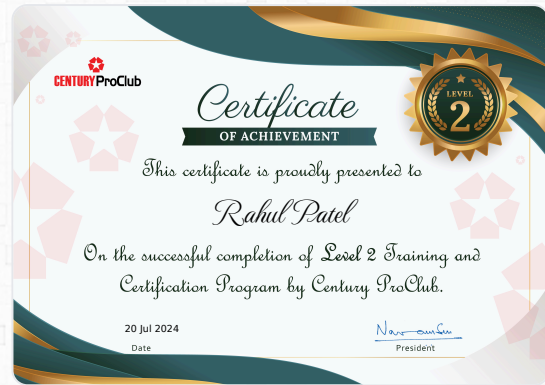 CENTURY ProClub
Certificate
OF ACHIEVEMENT
LEVEL
2
This certificate is proudly presented to
Rahul Patel
On the successful completion of Level 2 Training and
Certification Program by Century ProClub.
20 Jul 2024
Date
President